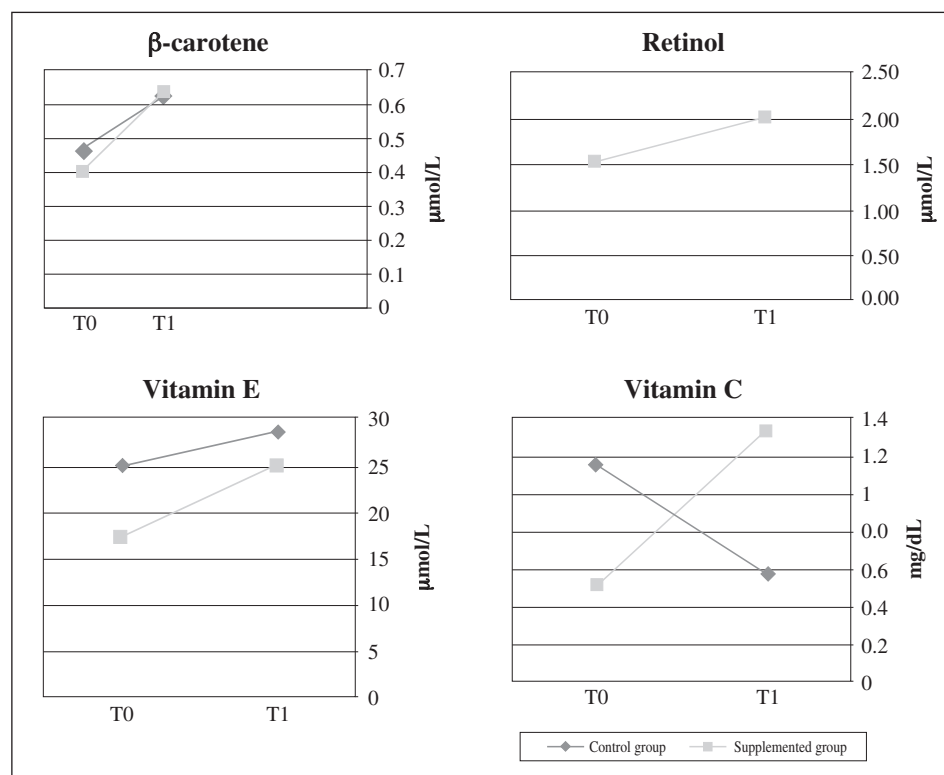 β-carotene
0.7
0.6
0.5
0.4
0.3
0.2
0.1
0
μmol/L
T0 T1
Retinol
2.50
2.00
1.50
1.00
0.50
0.00
μmol/L
T0 T1
Vitamin E
30
25
20
15
10
5
0
μmol/L
T0 T1
Vitamin C
1.4
1.2
1
0.0
0.6
0.4
0.2
0
mg/dL
T0 T1
Control group Supplemented group